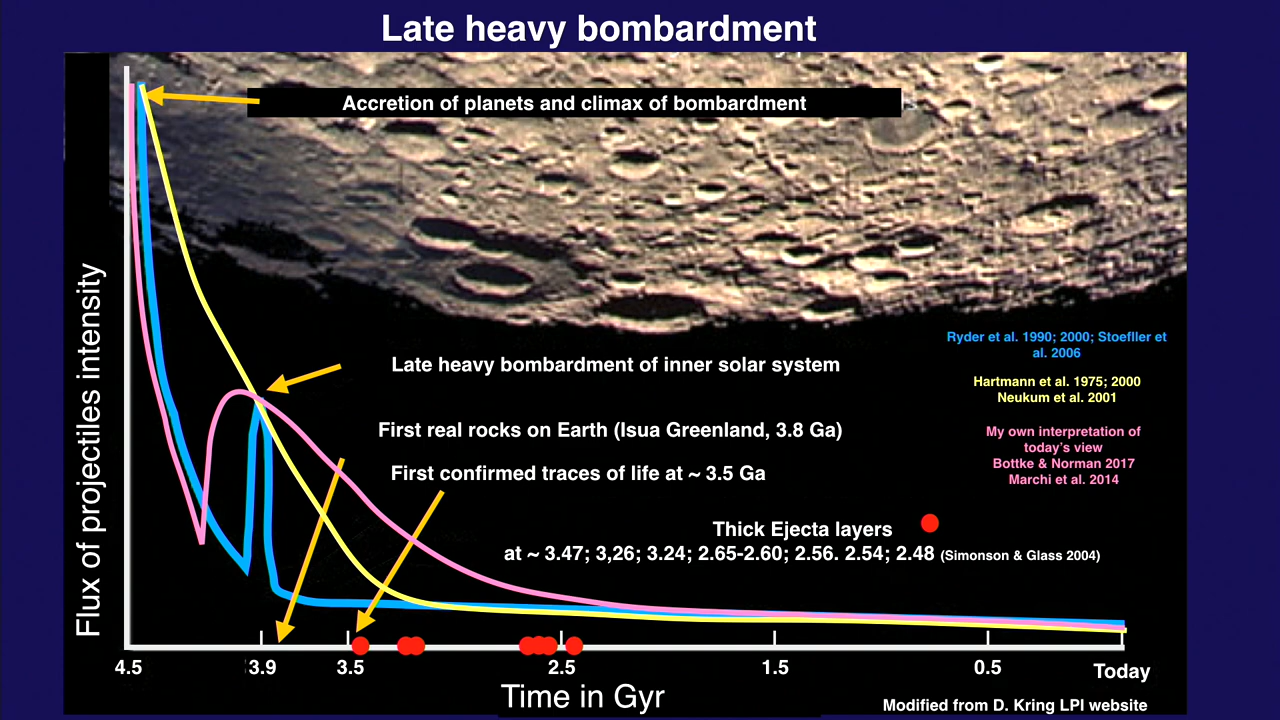 Late heavy bombardment
Accretion of planets and climax of bombardment
Flux of projectiles intensity
Ryder et al. 1990; 2000; Stoefller et
al. 2006
Late heavy bombardment of inner solar system
Hartmann et al. 1975; 2000
Neukum et al. 2001
First real rocks on Earth (Isua Greenland, 3.8 Ga)
My own interpretation of
today's view
Bottke & Norman 2017
Marchi et al. 2014
First confirmed traces of life at ~ 3.5 Ga
Thick Ejecta layers
at ~ 3.47; 3,26; 3.24; 2.65-2.60; 2.56. 2.54; 2.48 (Simonson & Glass 2004)
4.5 3.9 3.5 2.5 1.5 0.5 Today
Time in Gyr
Modified from D. Kring LPI website